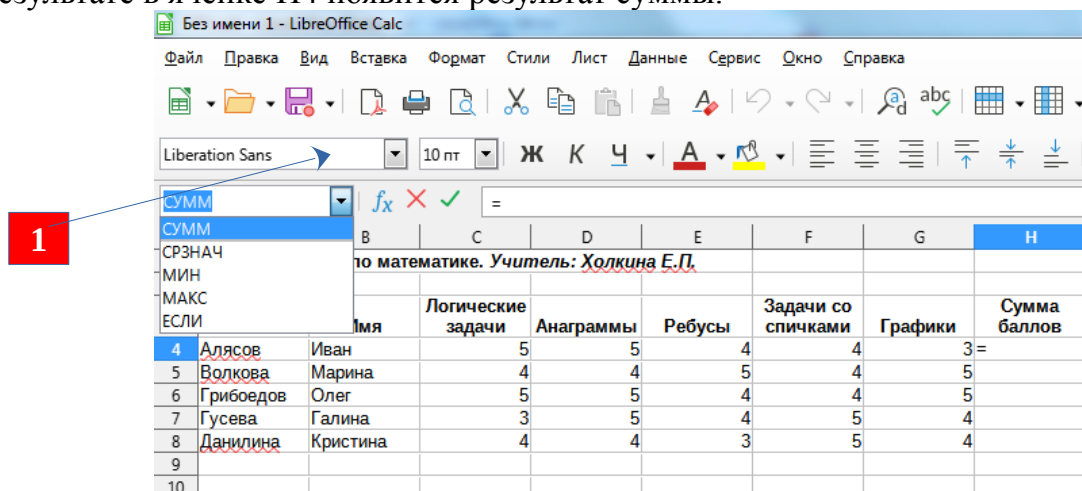 результате в ячейке H4 появится результат суммы.
Без имени 1 - LibreOffice Calc
Файл Правка Вид Вставка Формат Стили Лист Данные Сервис Окно Справка
Liberation Sans 10 пт Ж К Ч А
1
СУММ fx =
СУММ
СРЗНАЧ
МИН
МАКС
ЕСЛИ
B C D E F G H
по математике. Учитель: Холкина Е.П.
Имя Логические задачи Анаграммы Ребусы Задачи со спичками Графики Сумма баллов
4 Алясов Иван 5 5 4 4 3 =
5 Волкова Марина 4 4 5 4 5
6 Грибоедов Олег 5 5 4 4 5
7 Гусева Галина 3 5 4 5 4
8 Данилина Кристина 4 4 3 5 4
9
10